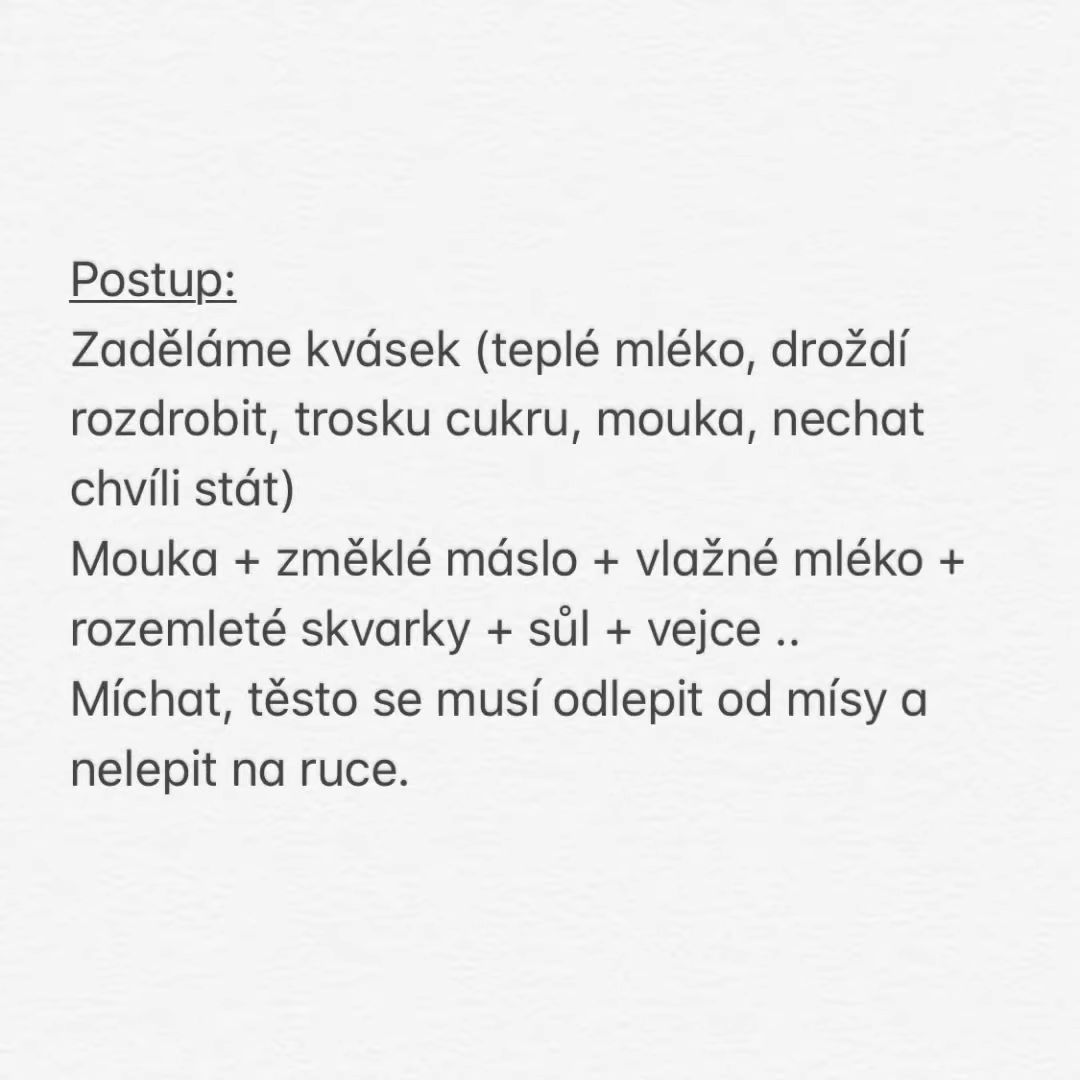 Postup:
Zaděláme kvásek (teplé mléko, droždí
rozdrobit, trosku cukru, mouka, nechat
chvíli stát)
Mouka + změklé máslo + vlažné mléko +
rozemleté skvarky + sůl + vejce ..
Míchat, těsto se musí odlepit od mísy a
nelepit na ruce.